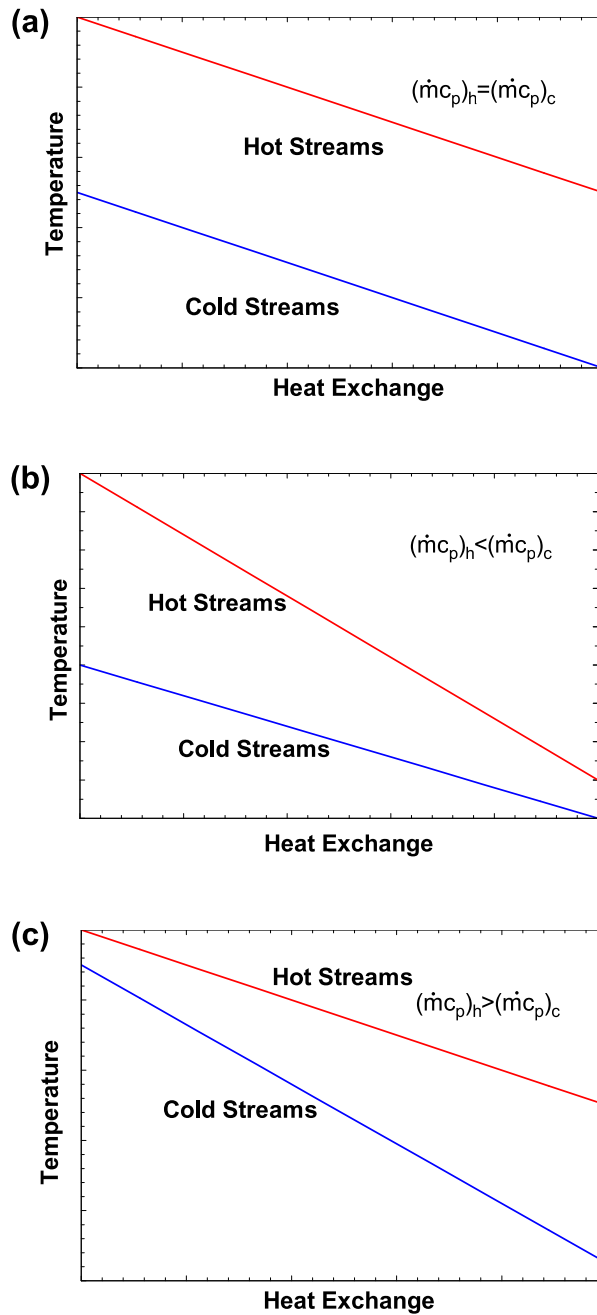 (a)
(ṁcₚ)ₕ=(ṁcₚ)꜀
Hot Streams
Temperature
Cold Streams
Heat Exchange
(b)
(ṁcₚ)ₕ<(ṁcₚ)꜀
Hot Streams
Temperature
Cold Streams
Heat Exchange
(c)
Hot Streams
(ṁcₚ)ₕ>(ṁcₚ)꜀
Temperature
Cold Streams
Heat Exchange